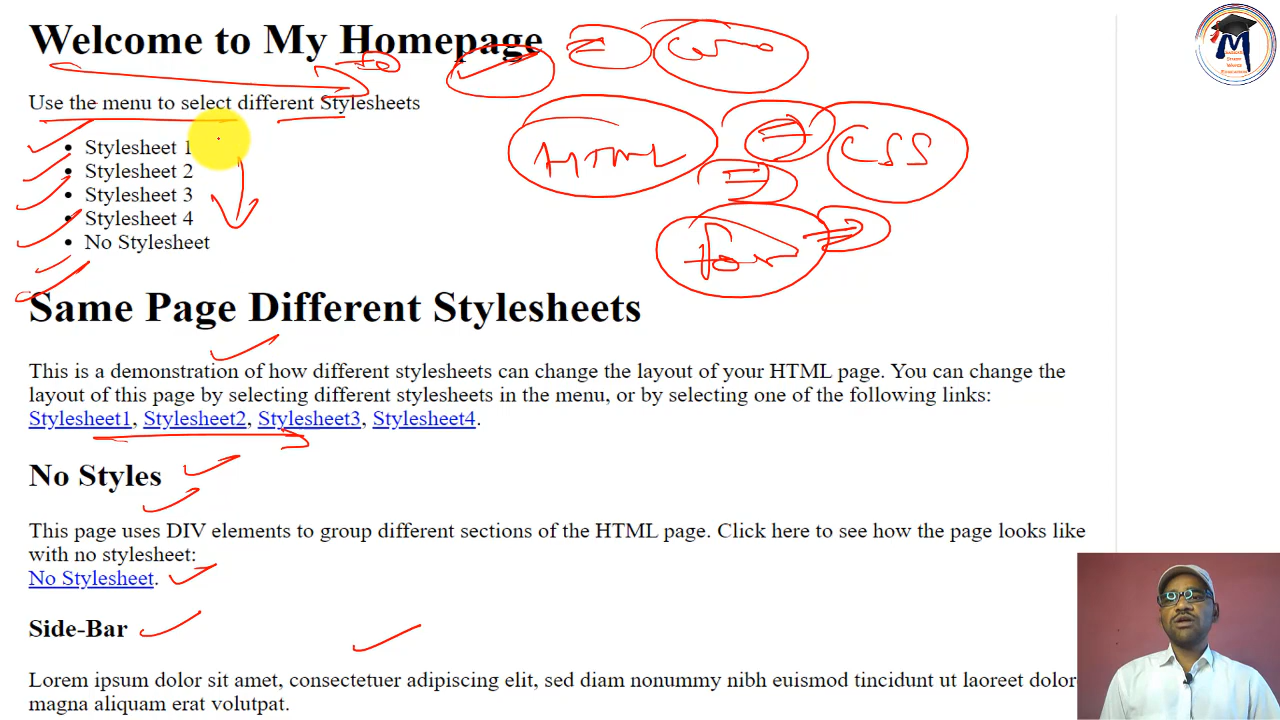 Welcome to My Homepage
Use the menu to select different Stylesheets
• Stylesheet 1
• Stylesheet 2
• Stylesheet 3
• Stylesheet 4
• No Stylesheet
HTML
CSS
for
Same Page Different Stylesheets
This is a demonstration of how different stylesheets can change the layout of your HTML page. You can change the
layout of this page by selecting different stylesheets in the menu, or by selecting one of the following links:
Stylesheet1, Stylesheet2, Stylesheet3, Stylesheet4.
No Styles
This page uses DIV elements to group different sections of the HTML page. Click here to see how the page looks like
with no stylesheet:
No Stylesheet.
Side-Bar
Lorem ipsum dolor sit amet, consectetuer adipiscing elit, sed diam nonummy nibh euismod tincidunt ut laoreet dolor
magna aliquam erat volutpat.